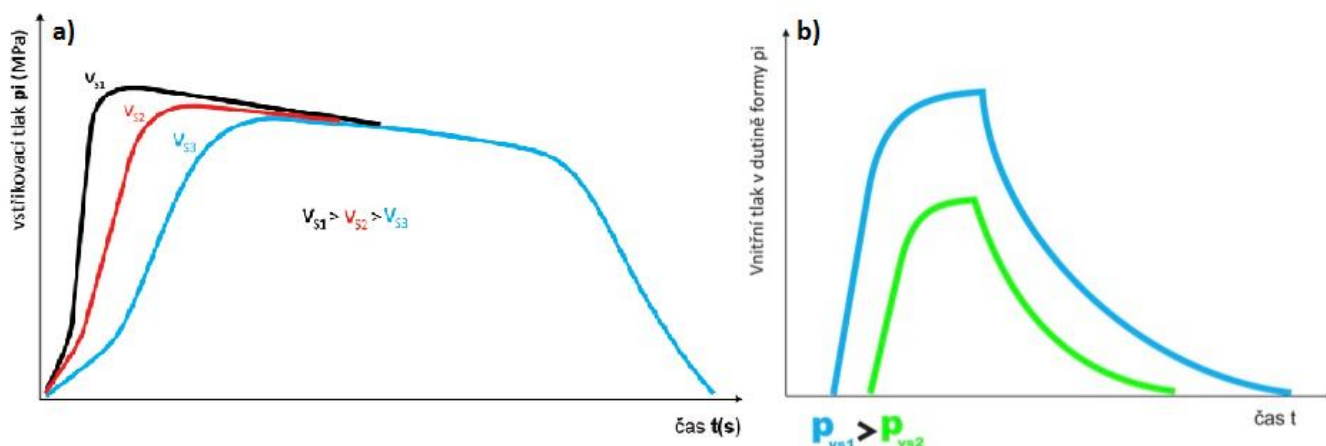 a)
vstřikovací tlak pi (MPa)
VS1
VS2
VS3
VS1 > VS2 > VS3
čas t(s)
b)
Vnitřní tlak v dutině formy pi
čas t
pvs1 > pvs2